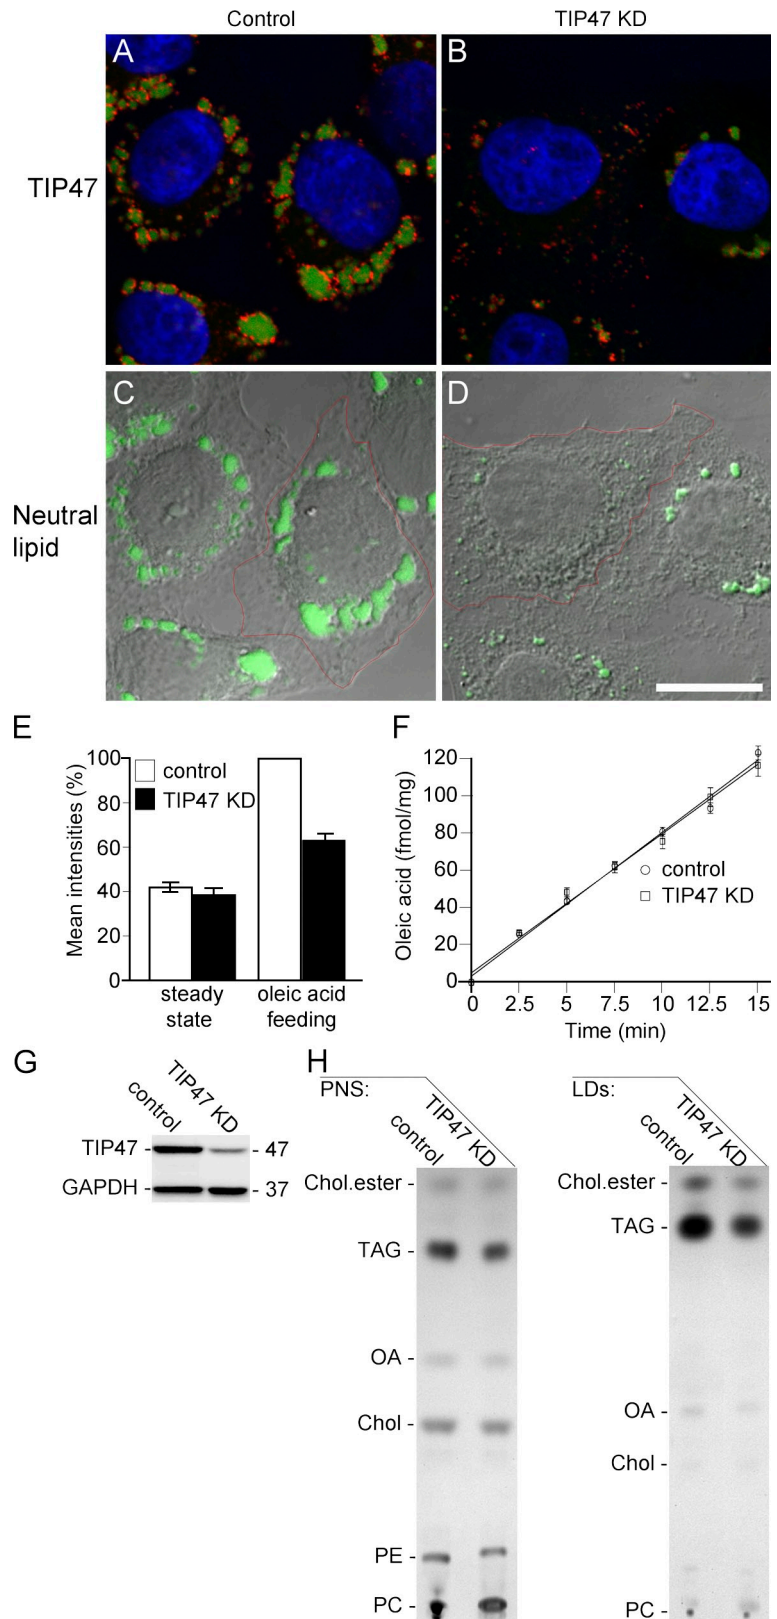 Control
TIP47 KD
A
B
TIP47
C
D
Neutral
lipid
E
F
100
80
60
40
20
0
Mean intensities (%)
control
TIP47 KD
steady
state
oleic acid
feeding
120
100
80
60
40
20
0
Oleic acid (fmol/mg)
control
TIP47 KD
0
2.5
5
7.5
10
12.5
15
Time (min)
G
control
TIP47 KD
TIP47 - - 47
GAPDH - - 37
H
PNS:
control
TIP47 KD
Chol.ester -
TAG -
OA -
Chol -
PE -
PC -
LDs:
control
TIP47 KD
Chol.ester -
TAG -
OA -
Chol -
PC -